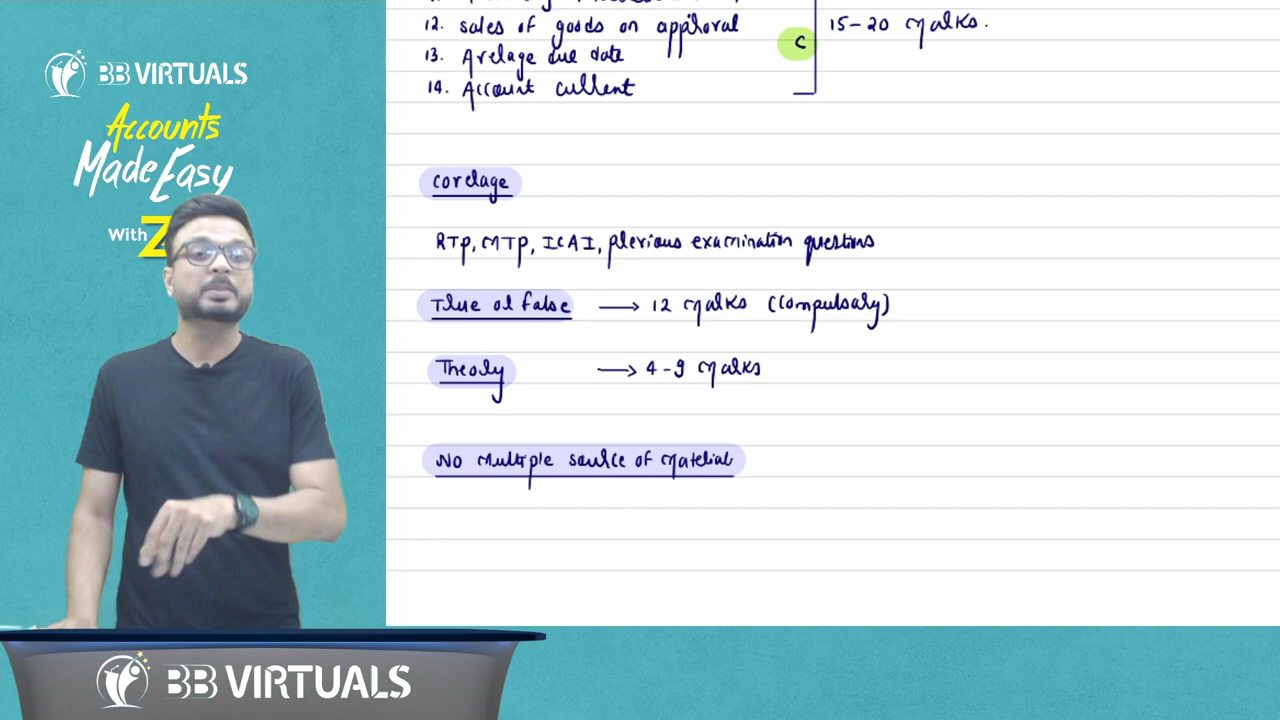 12. sales of goods on approval
15-20 Marks.
13. Average due date
C
14. Account current
BB VIRTUALS
Accounts
Made Easy
With Z
Coverage
RTP, MTP, ICAI, previous examination questions
True or false → 12 Marks (Compulsary)
Theory → 4-9 Marks
No Multiple source of Material
BB VIRTUALS